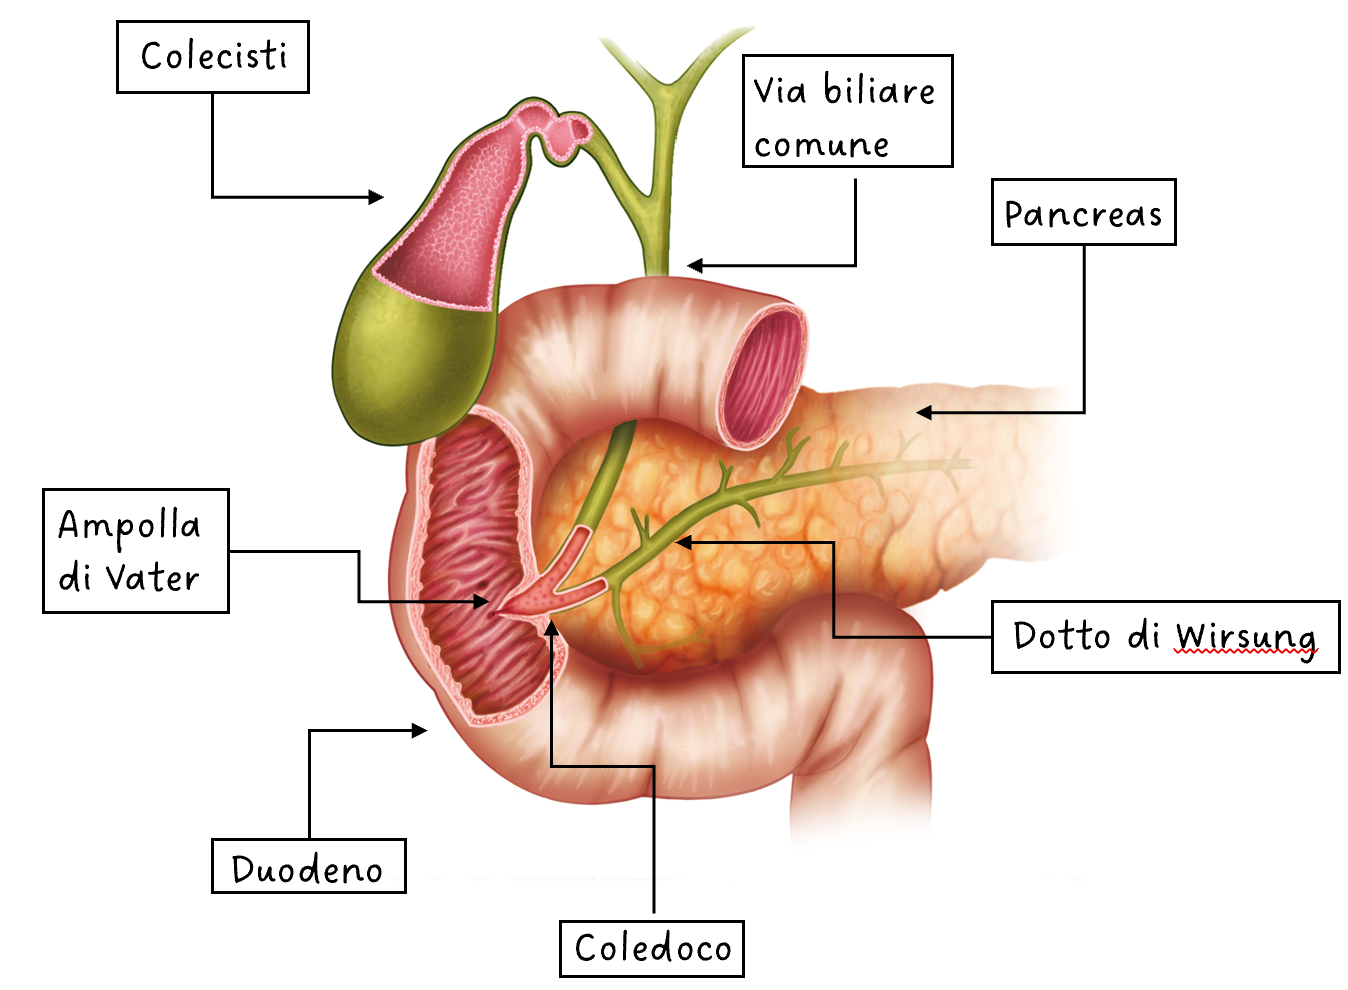 Colecisti
Via biliare
comune
Pancreas
Ampolla
di Vater
Dotto di Wirsung
Duodeno
Coledoco